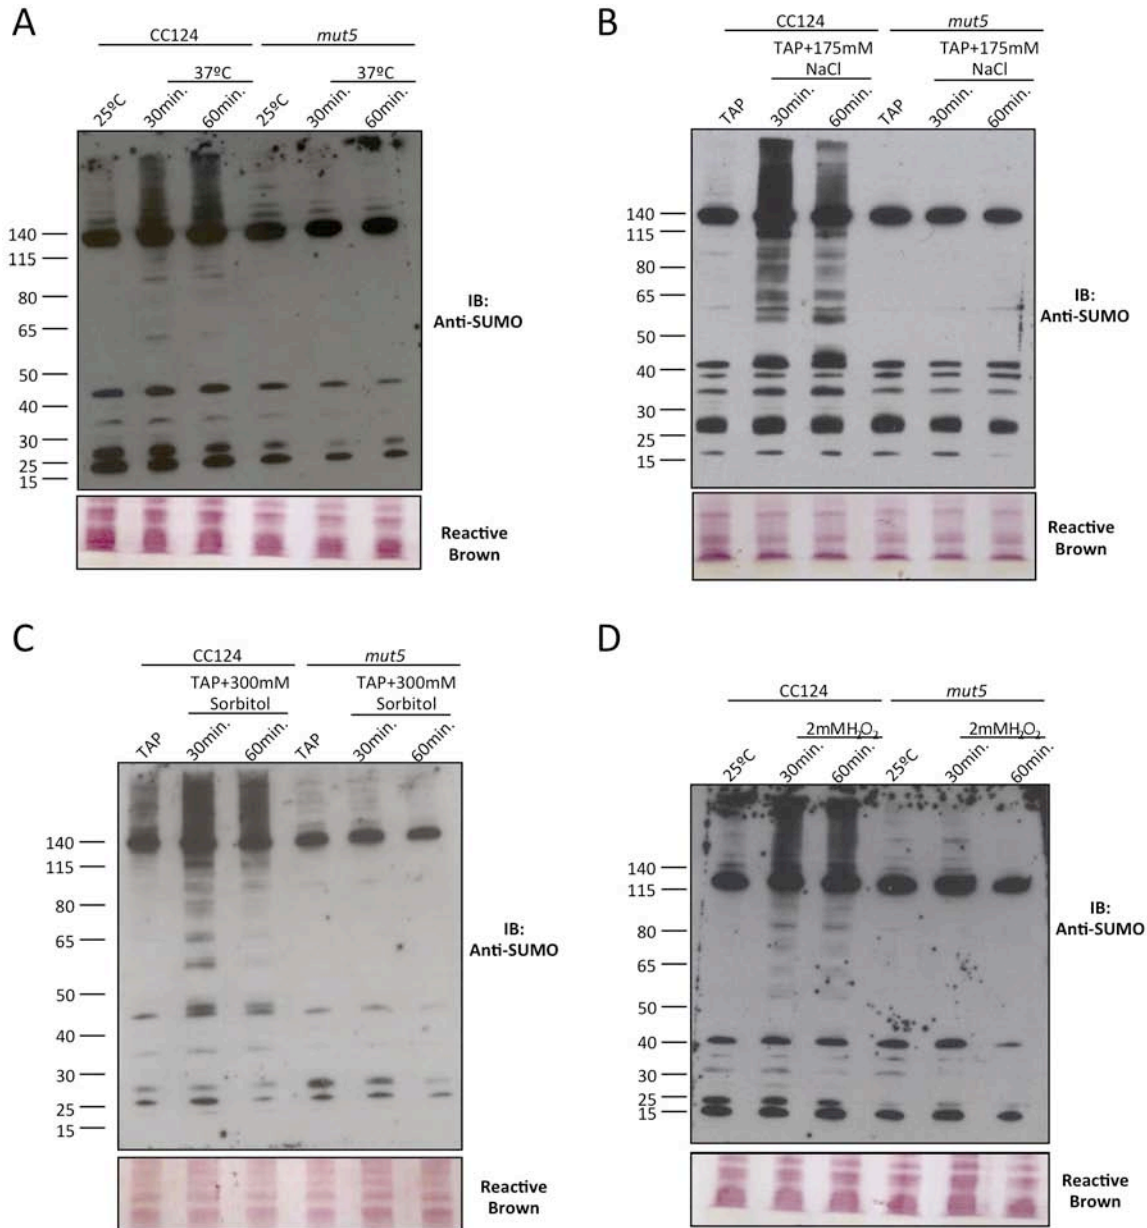 A
CC124 mut5
37ºC 37ºC
25ºC 30min. 60min. 25ºC 30min. 60min.
140
115
80
65
50
40
30
25
15
IB:
Anti-SUMO
Reactive
Brown
B
CC124 mut5
TAP+175mM TAP+175mM
NaCl NaCl
TAP 30min. 60min. TAP 30min. 60min.
140
115
80
65
50
40
30
25
15
IB:
Anti-SUMO
Reactive
Brown
C
CC124 mut5
TAP+300mM TAP+300mM
Sorbitol Sorbitol
TAP 30min. 60min. TAP 30min. 60min.
140
115
80
65
50
40
30
25
15
IB:
Anti-SUMO
Reactive
Brown
D
CC124 mut5
2mMH₂O₂ 2mMH₂O₂
25ºC 30min. 60min. 25ºC 30min. 60min.
140
115
80
65
50
40
30
25
15
IB:
Anti-SUMO
Reactive
Brown